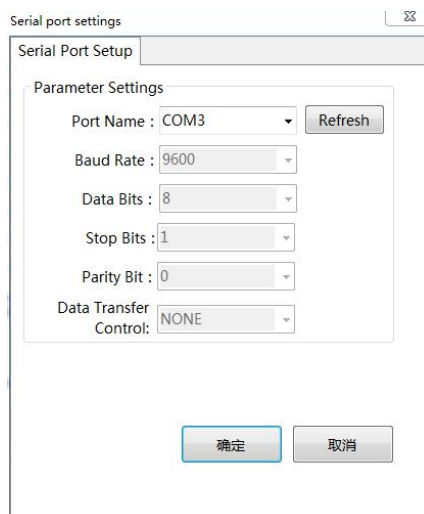 Serial port settings
Serial Port Setup
Parameter Settings
Port Name : COM3 Refresh
Baud Rate : 9600
Data Bits : 8
Stop Bits : 1
Parity Bit : 0
Data Transfer
Control: NONE
确定 取消